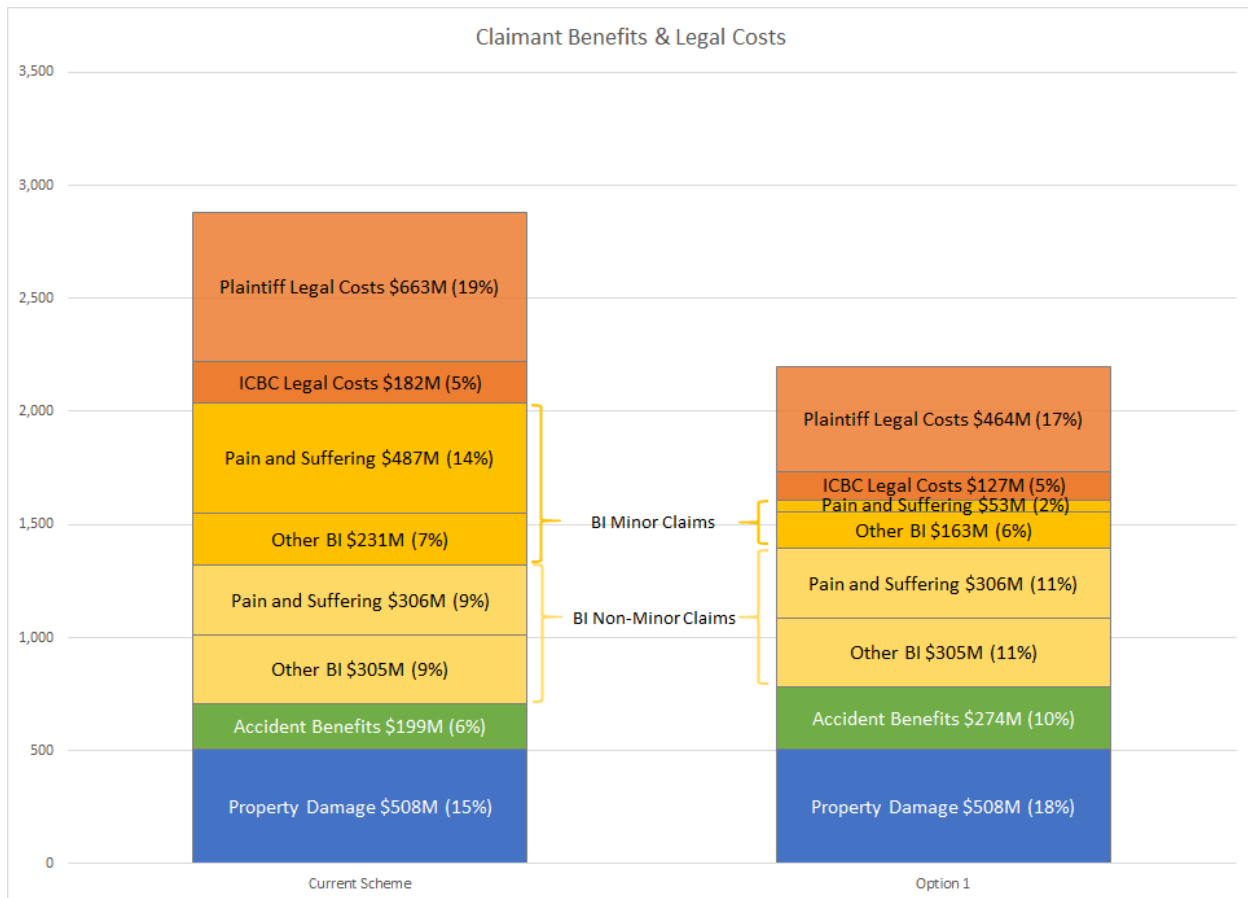 Claimant Benefits & Legal Costs
3,500
3,000
2,500
2,000
1,500
1,000
500
0
Plaintiff Legal Costs $663M (19%)
ICBC Legal Costs $182M (5%)
Pain and Suffering $487M (14%)
Other BI $231M (7%)
Pain and Suffering $306M (9%)
Other BI $305M (9%)
Accident Benefits $199M (6%)
Property Damage $508M (15%)
BI Minor Claims
BI Non-Minor Claims
Plaintiff Legal Costs $464M (17%)
ICBC Legal Costs $127M (5%)
Pain and Suffering $53M (2%)
Other BI $163M (6%)
Pain and Suffering $306M (11%)
Other BI $305M (11%)
Accident Benefits $274M (10%)
Property Damage $508M (18%)
Current Scheme
Option 1